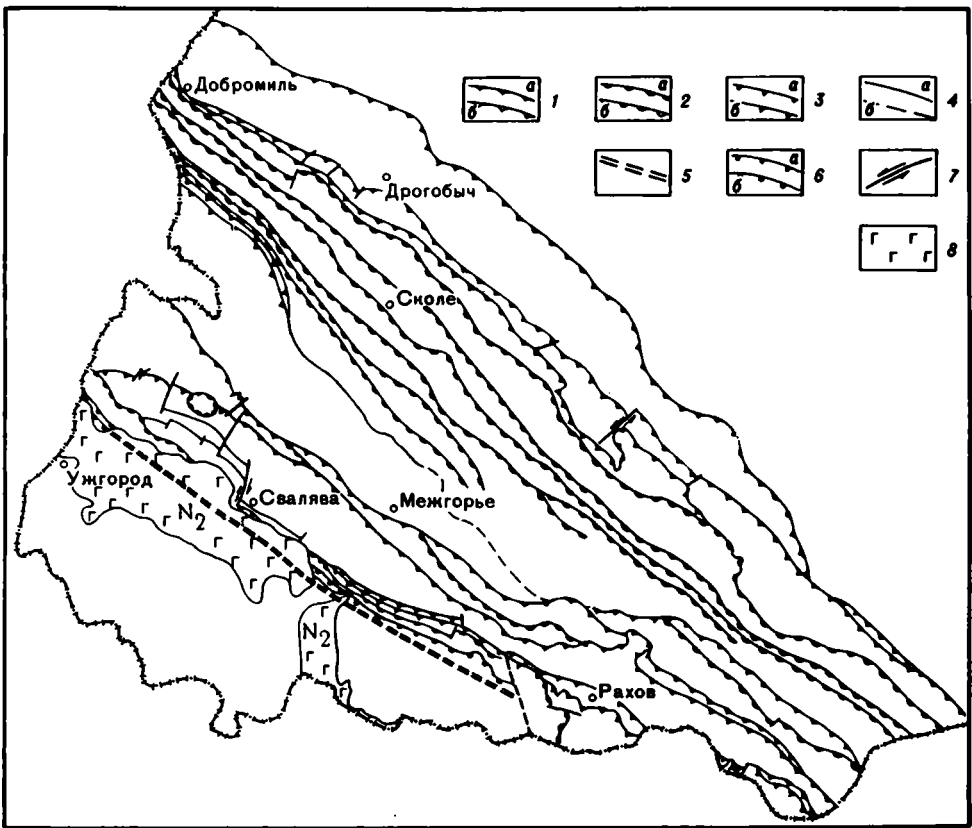 Добромиль
Дрогобыч
Сколе
Ужгород
Свалява
Межгорье
Рахов
N2
N2
а
б
1
а
б
2
а
б
3
а
б
4
5
а
б
6
7
8
Г Г
Г Г